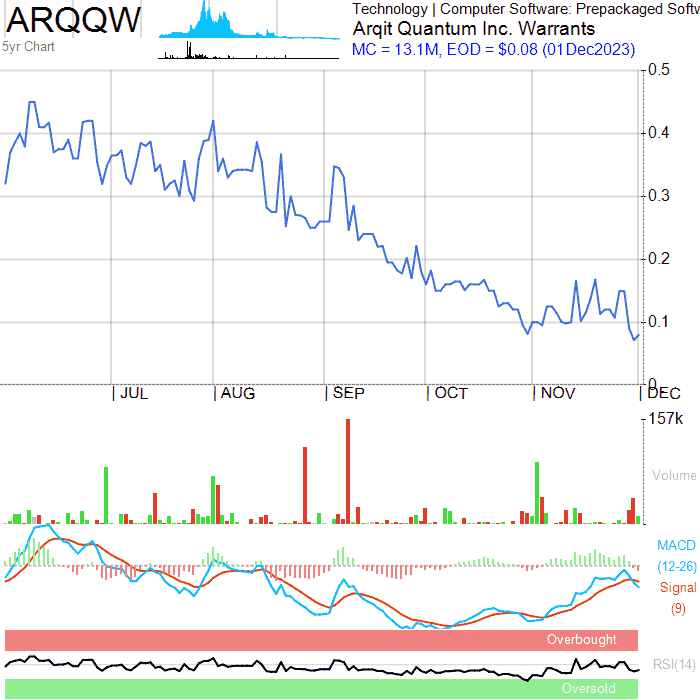 ARQQW
5yr Chart
Technology | Computer Software: Prepackaged Softw
Arqit Quantum Inc. Warrants
MC = 13.1M, EOD = $0.08 (01Dec2023)
0.5
0.4
0.3
0.2
0.1
0
| JUL | AUG | SEP | OCT | NOV | DEC
157k
Volume
MACD
(12-26)
Signal
(9)
Overbought
RSI(14)
Oversold